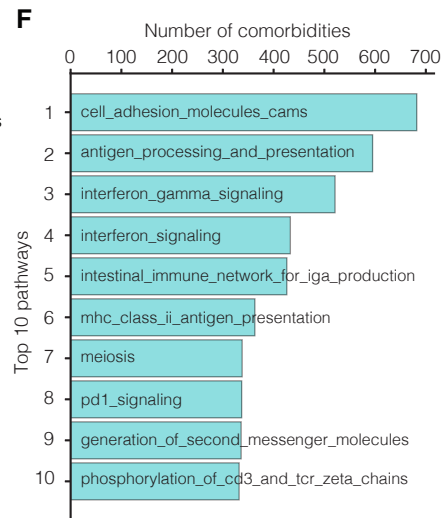 F
Number of comorbidities
0 100 200 300 400 500 600 700
s
Top 10 pathways
1 cell_adhesion_molecules_cams
2 antigen_processing_and_presentation
3 interferon_gamma_signaling
4 interferon_signaling
5 intestinal_immune_network_for_iga_production
6 mhc_class_ii_antigen_presentation
7 meiosis
8 pd1_signaling
9 generation_of_second_messenger_molecules
10 phosphorylation_of_cd3_and_tcr_zeta_chains